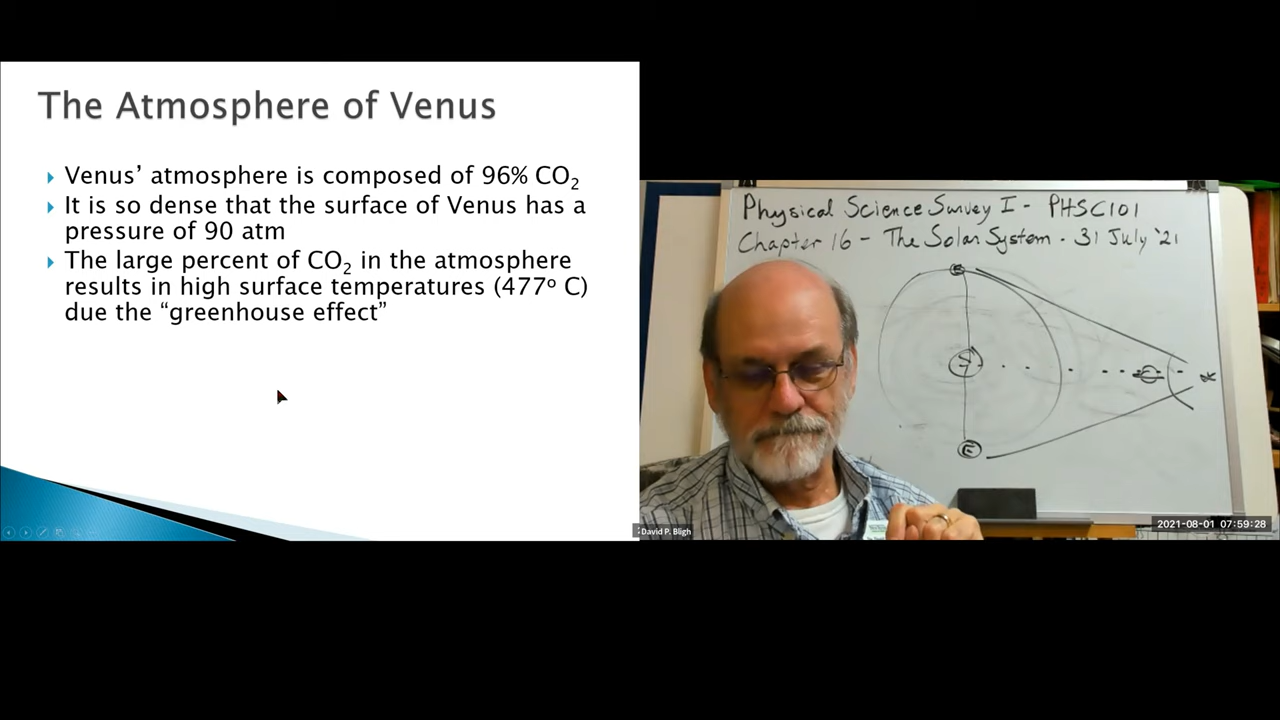 The Atmosphere of Venus
Venus’ atmosphere is composed of 96% CO₂
It is so dense that the surface of Venus has a
pressure of 90 atm
The large percent of CO₂ in the atmosphere
results in high surface temperatures (477º C)
due the “greenhouse effect”
Physical Science Survey I - PHSC101
Chapter 16 - The Solar System - 31 July '21
E
David P. Bligh
2021-08-01 07:59:28